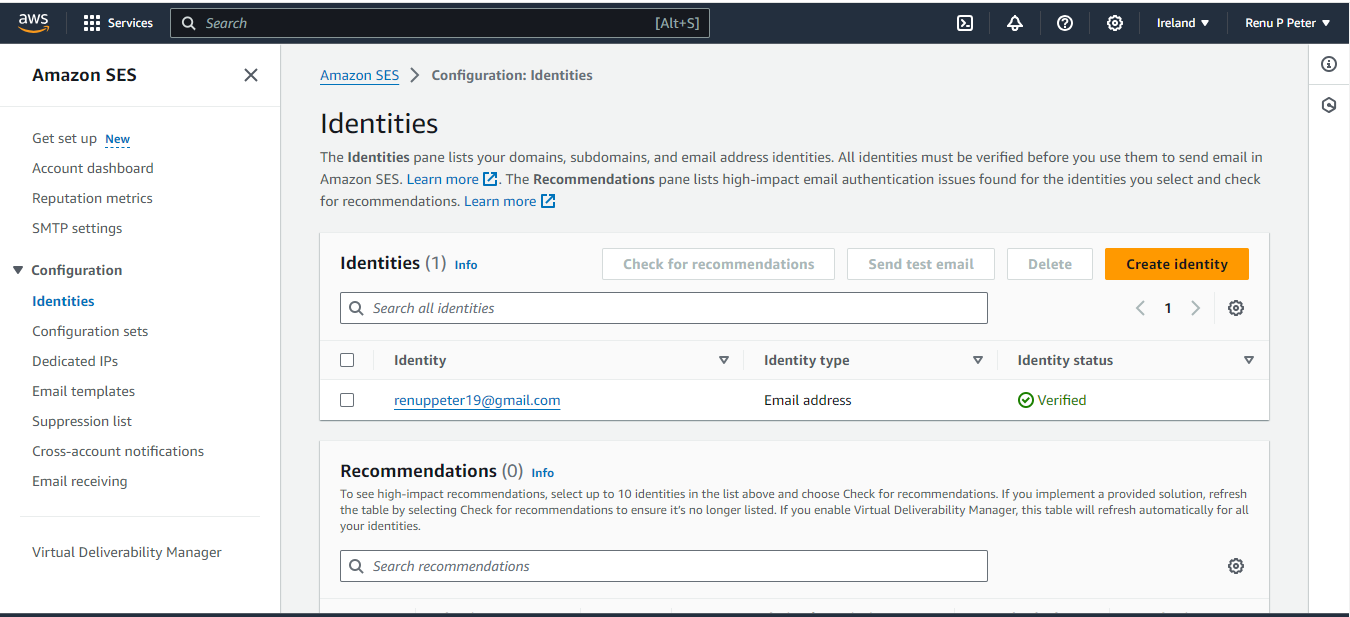 aws
Services
Search
[Alt+S]
Ireland
Renu P Peter
Amazon SES
Get set up New
Account dashboard
Reputation metrics
SMTP settings
Configuration
Identities
Configuration sets
Dedicated IPs
Email templates
Suppression list
Cross-account notifications
Email receiving
Virtual Deliverability Manager
Amazon SES > Configuration: Identities
Identities
The Identities pane lists your domains, subdomains, and email address identities. All identities must be verified before you use them to send email in
Amazon SES. Learn more. The Recommendations pane lists high-impact email authentication issues found for the identities you select and check
for recommendations. Learn more
Identities (1) Info
Check for recommendations
Send test email
Delete
Create identity
Search all identities
1
Identity Identity type Identity status
renuppeter19@gmail.com Email address Verified
Recommendations (0) Info
To see high-impact recommendations, select up to 10 identities in the list above and choose Check for recommendations. If you implement a provided solution, refresh
the table by selecting Check for recommendations to ensure it's no longer listed. If you enable Virtual Deliverability Manager, this table will refresh automatically for all
your identities.
Search recommendations